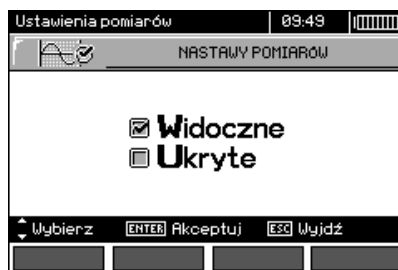 Ustawienia pomiarów 09:49
NASTAWY POMIARÓW
Widoczne
Ukryte
Wybierz ENTER Akceptuj ESC Wyjdź